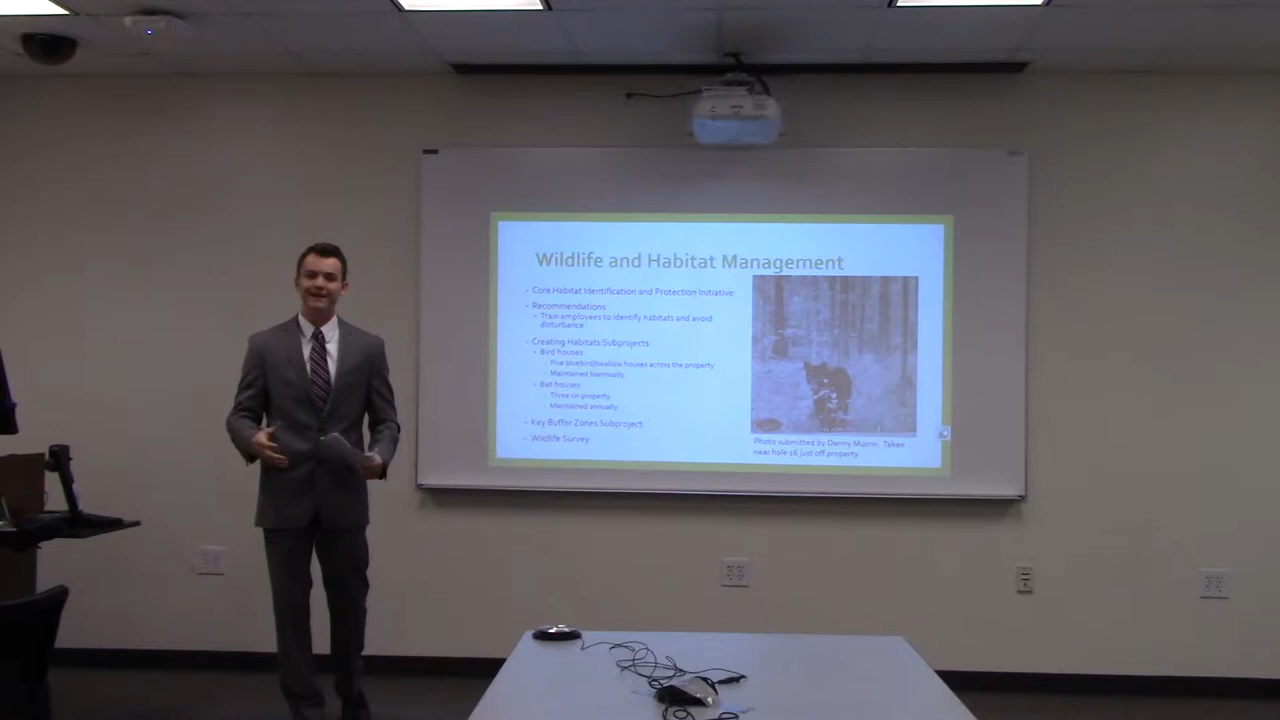 Wildlife and Habitat Management
Core Habitat Identification and Protection Initiative
Recommendations
Train employees to identify habitats and avoid
disturbance
Creating Habitats Subprojects
Bird houses
Five bluebird/swallow houses across the property
Maintained biannually
Bat houses
Three on property
Maintained annually
Key Buffer Zones Subproject
Wildlife Survey
Photo submitted by Danny Taken
near hole 16 just off property